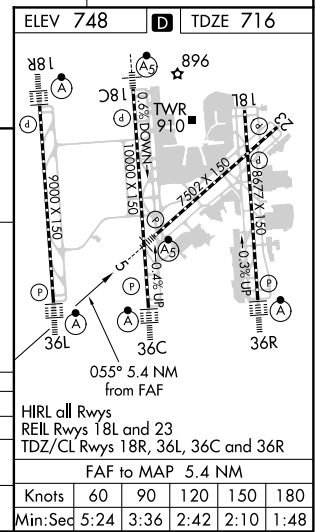 ELEV 748 D TDZE 716
18R
A
A5
896
18C
TWR
910
18L
23
P
P
P
P
0.6% DOWN
9000 X 150
10000 X 150
7502 X 150
8677 X 150
P
A5
5
0.4% UP
0.3% UP
P
P
P
A
A
A
36L
36C
36R
055° 5.4 NM
from FAF
HIRL all Rwys
REIL Rwys 18L and 23
TDZ/CL Rwys 18R, 36L, 36C and 36R
FAF to MAP 5.4 NM
Knots 60 90 120 150 180
Min:Sec 5:24 3:36 2:42 2:10 1:48